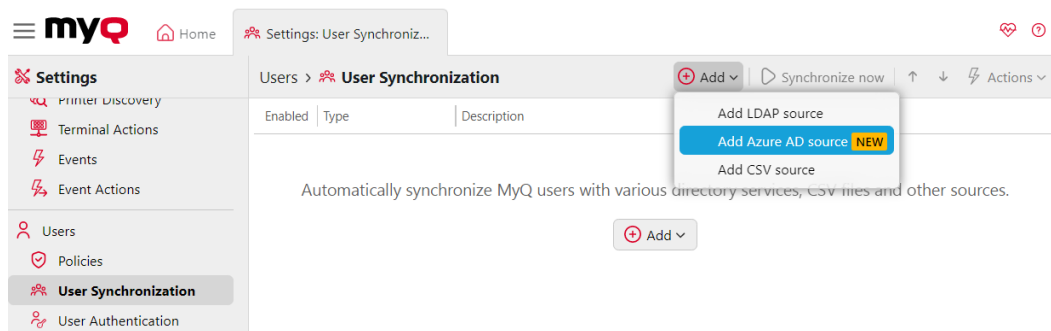 myQ
Home
Settings: User Synchroniz...
Settings
Users > User Synchronization
Add
Synchronize now
Actions
Printer Discovery
Terminal Actions
Events
Event Actions
Users
Policies
User Synchronization
User Authentication
Enabled Type Description
Add LDAP source
Add Azure AD source NEW
Add CSV source
Automatically synchronize MyQ users with various directory services, CSV files and other sources.
Add